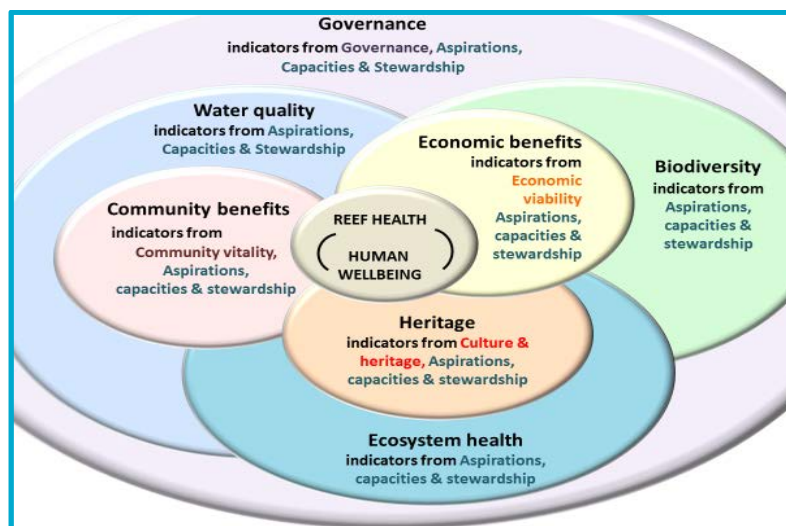 Governance
indicators from Governance, Aspirations,
Capacities & Stewardship
Water quality
indicators from Aspirations,
Capacities & Stewardship
Economic benefits
indicators from
Economic
viability
Aspirations,
capacities &
stewardship
Biodiversity
indicators from
Aspirations,
capacities &
stewardship
Community benefits
indicators from
Community vitality,
Aspirations,
capacities & stewardship
REEF HEALTH
HUMAN
WELLBEING
Heritage
indicators from Culture &
heritage, Aspirations,
capacities & stewardship
Ecosystem health
indicators from Aspirations,
capacities & stewardship